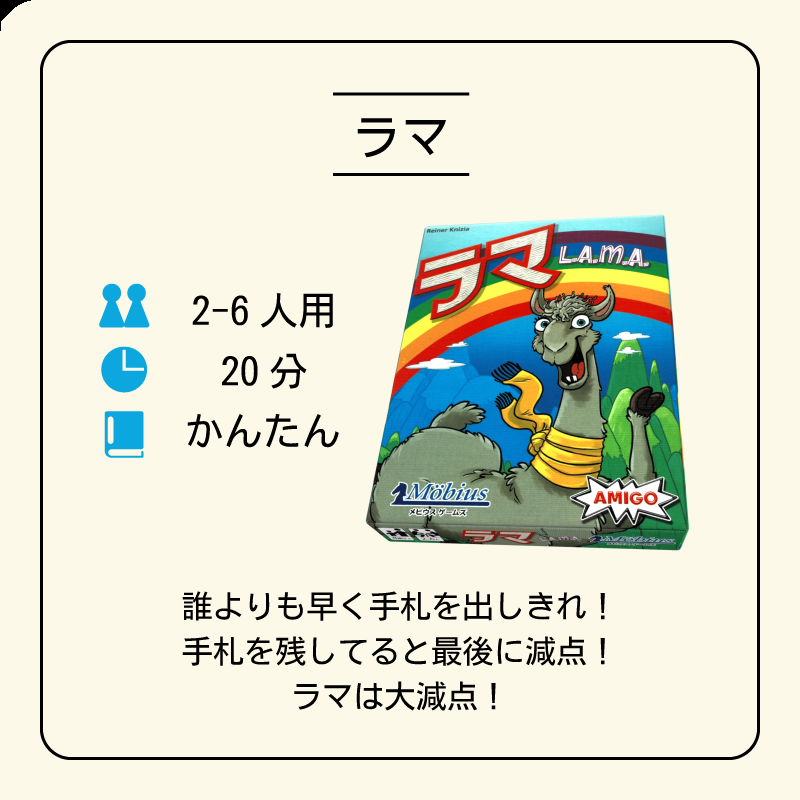 ラマ
2-6 人用
20 分
かんたん
Reiner Knizia
ラマ
L.A.M.A.
Möbius
メビウス ゲームズ
AMIGO
ラマ
L.A.M.A.
Möbius
誰よりも早く手札を出しきれ！
手札を残してると最後に減点！
ラマは大減点！